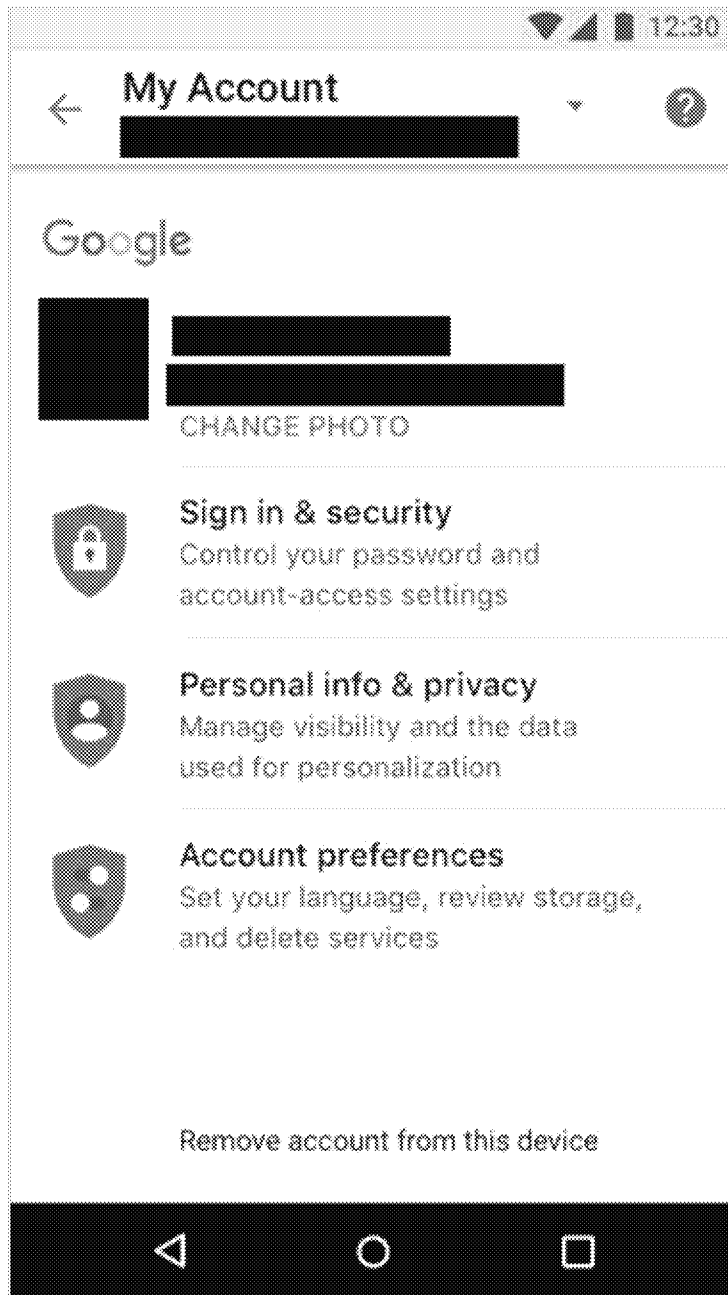 12:30
My Account
Google
CHANGE PHOTO
Sign in & security
Control your password and
account-access settings
Personal info & privacy
Manage visibility and the data
used for personalization
Account preferences
Set your language, review storage,
and delete services
Remove account from this device